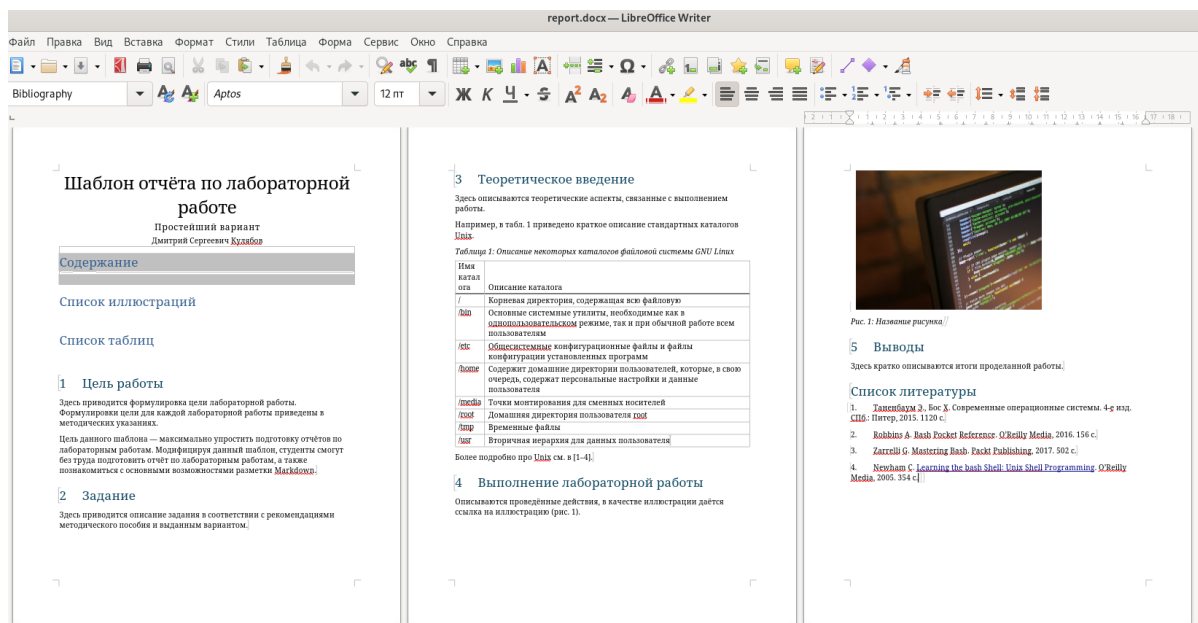 report.docx — LibreOffice Writer
Файл Правка Вид Вставка Формат Стили Таблица Форма Сервис Окно Справка
Bibliography Aptos 12 пт
Шаблон отчёта по лабораторной
работе
Простейший вариант
Дмитрий Сергеевич Кулябов
Содержание
Список иллюстраций
Список таблиц
1 Цель работы
Здесь приводится формулировка цели лабораторной работы.
Формулировки цели для каждой лабораторной работы приведены в
методических указаниях.
Цель данного шаблона — максимально упростить подготовку отчётов по
лабораторным работам. Модифицируя данный шаблон, студенты смогут
без труда подготовить отчёт по лабораторным работам, а также
познакомиться с основными возможностями разметки Markdown.
2 Задание
Здесь приводится описание задания в соответствии с рекомендациями
методического пособия и выданным вариантом.
3 Теоретическое введение
Здесь описываются теоретические аспекты, связанные с выполнением
работы.
Например, в табл. 1 приведено краткое описание стандартных каталогов
Unix.
Таблица 1: Описание некоторых каталогов файловой системы GNU Linux
Имя
катал
ога Описание каталога
/ Корневая директория, содержащая всю файловую
/bin Основные системные утилиты, необходимые как в
однопользовательском режиме, так и при обычной работе всем
пользователям
/etc Общесистемные конфигурационные файлы и файлы
конфигурации установленных программ
/home Содержит домашние директории пользователей, которые, в свою
очередь, содержат персональные настройки и данные
пользователя
/media Точки монтирования для сменных носителей
/root Домашняя директория пользователя root
/tmp Временные файлы
/usr Вторичная иерархия для данных пользователя
Более подробно про Unix см. в [1–4].
4 Выполнение лабораторной работы
Описываются проведённые действия, в качестве иллюстрации даётся
ссылка на иллюстрацию (рис. 1).
Рис. 1: Название рисунка
5 Выводы
Здесь кратко описываются итоги проделанной работы.
Список литературы
1. Таненбаум Э., Бос Х. Современные операционные системы. 4-е изд.
СПб.: Питер, 2015. 1120 с.
2. Robbins A. Bash Pocket Reference. O'Reilly Media, 2016. 156 с.
3. Zarrelli G. Mastering Bash. Packt Publishing, 2017. 502 с.
4. Newham C. Learning the bash Shell: Unix Shell Programming. O'Reilly
Media, 2005. 354 с.